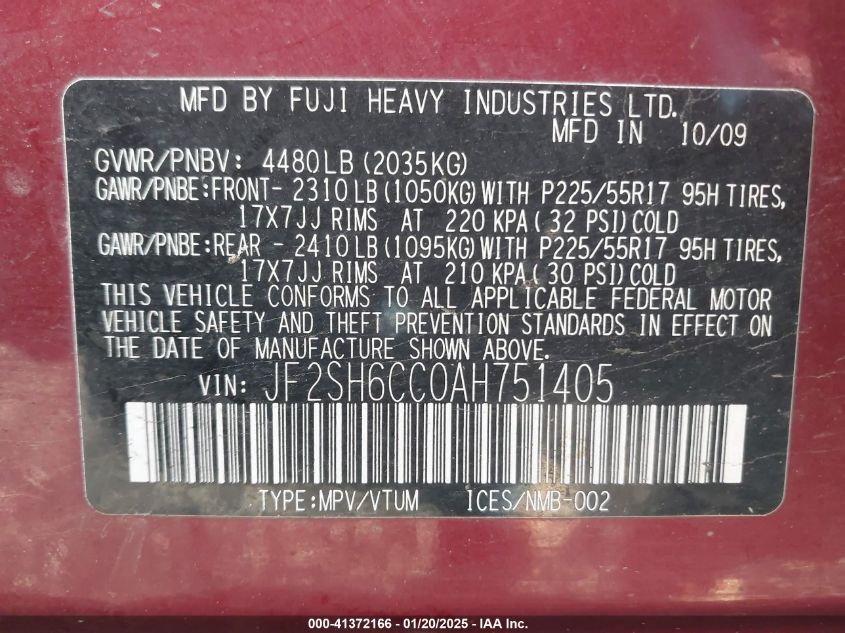 MFD BY FUJI HEAVY INDUSTRIES LTD.
MFD IN 10/09
GVWR/PNBV: 4480LB (2035KG)
GAWR/PNBE:FRONT- 2310LB (1050KG) WITH P225/55R17 95H TIRES,
17X7JJ RIMS AT 220 KPA ( 32 PSI) COLD
GAWR/PNBE:REAR - 2410LB (1095KG) WITH P225/55R17 95H TIRES,
17X7JJ RIMS AT 210 KPA ( 30 PSI) COLD
THIS VEHICLE CONFORMS TO ALL APPLICABLE FEDERAL MOTOR
VEHICLE SAFETY AND THEFT PREVENTION STANDARDS IN EFFECT ON
THE DATE OF MANUFACTURE SHOWN ABOVE.
VIN: JF2SH6CC0AH751405
TYPE:MPV/VTUM ICES/NMB-002
000-41372166 — 01/20/2025 — IAA Inc.